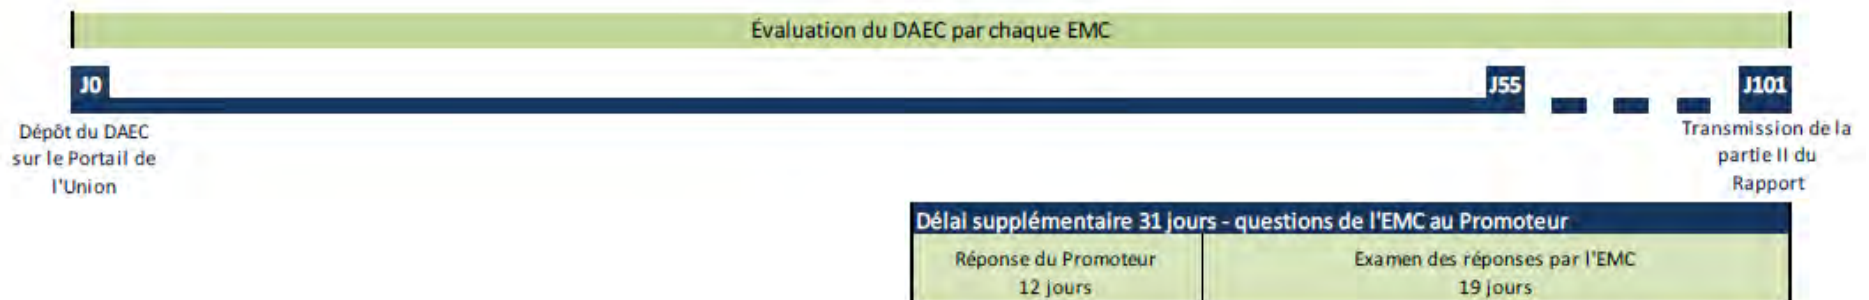 Évaluation du DAEC par chaque EMC
J0
J55
J101
Dépôt du DAEC
sur le Portail de
l'Union
Transmission de la
partie II du
Rapport
Délai supplémentaire 31 jours - questions de l'EMC au Promoteur
Réponse du Promoteur
12 jours
Examen des réponses par l'EMC
19 jours